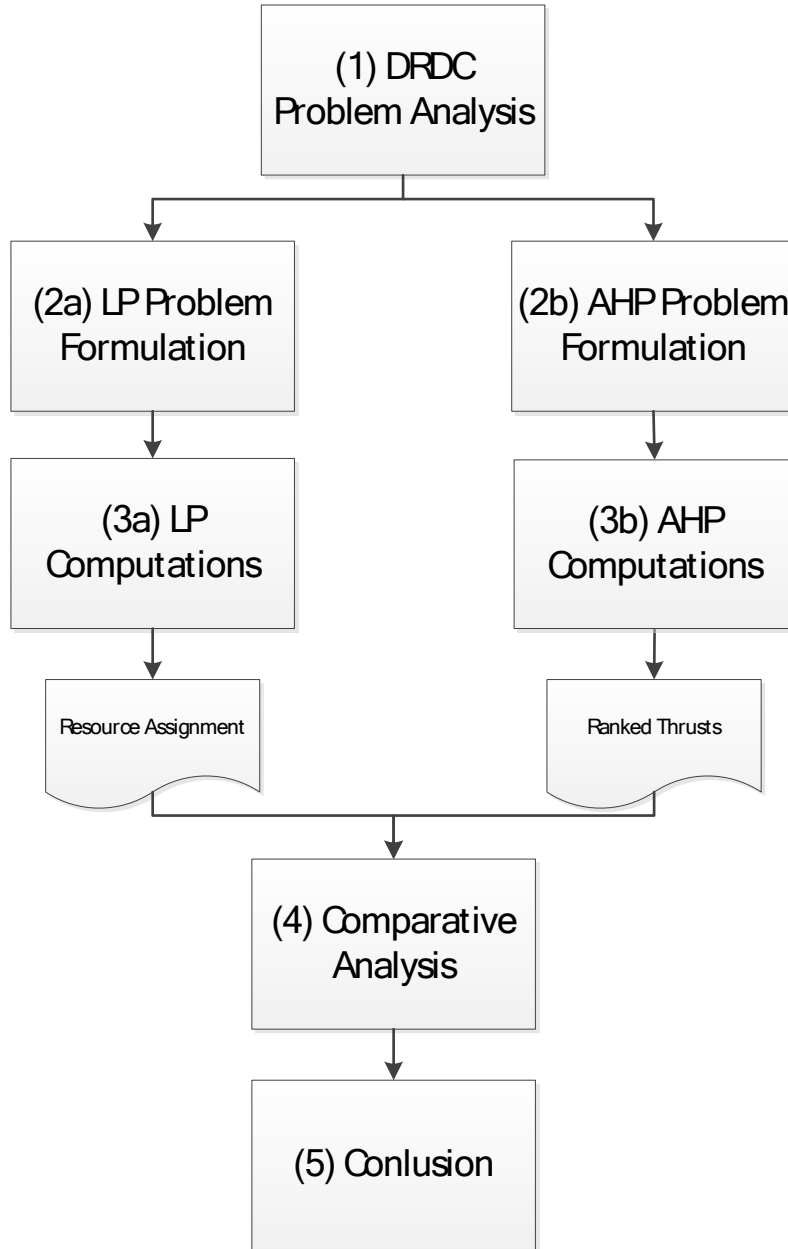 (1) DRDC
Problem Analysis
(2a) LP Problem
Formulation
(2b) AHP Problem
Formulation
(3a) LP
Computations
(3b) AHP
Computations
Resource Assignment
Ranked Thrusts
(4) Comparative
Analysis
(5) Conlusion